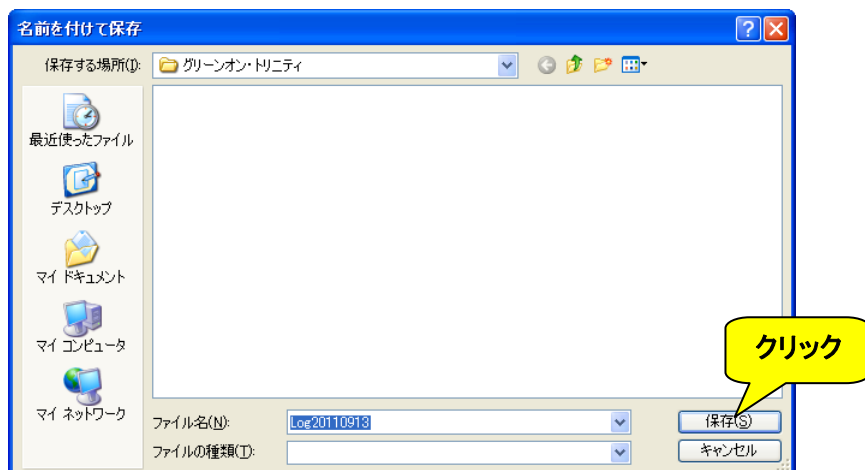 名前を付けて保存
保存する場所(I): グリーンオン・トリニティ
最近使ったファイル
デスクトップ
マイ ドキュメント
マイ コンピュータ
マイ ネットワーク
クリック
ファイル名(N): Log20110913 保存(S)
ファイルの種類(T): キャンセル